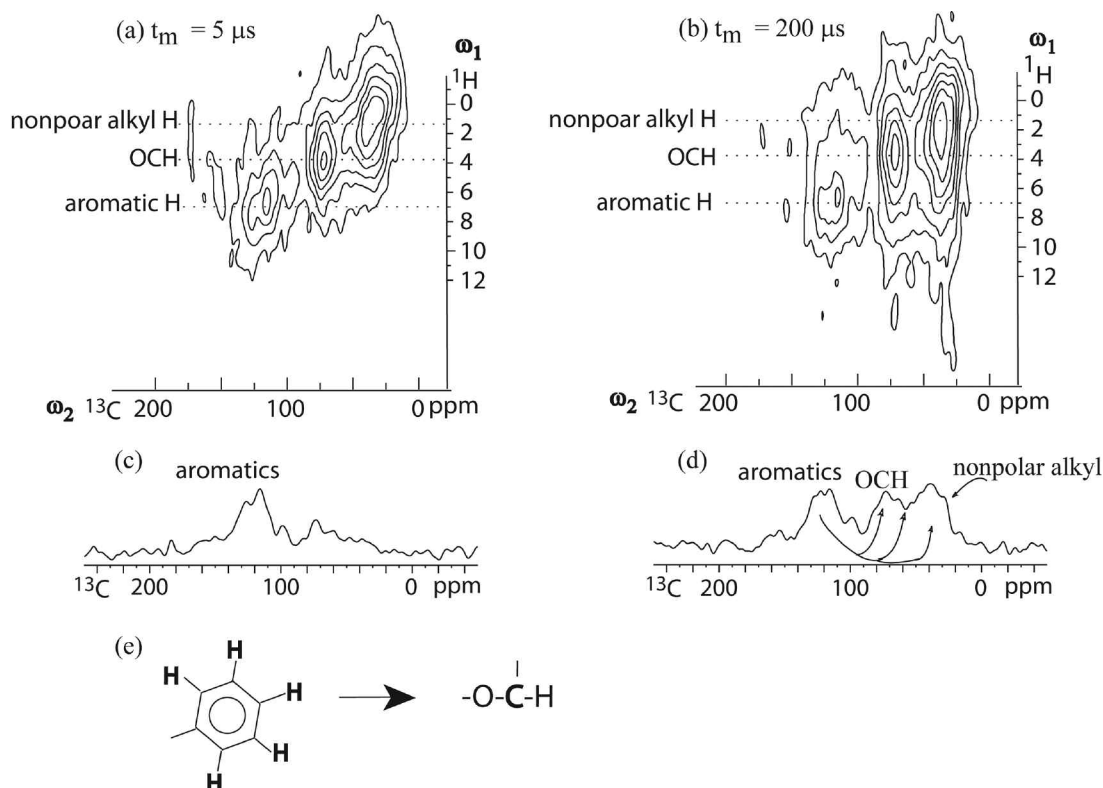 (a) tm = 5 μs
ω1
1H
nonpoar alkyl H
OCH
aromatic H
0
2
4
6
8
10
12
ω2 13C 200 100 0 ppm
(b) tm = 200 μs
ω1
1H
nonpoar alkyl H
OCH
aromatic H
0
2
4
6
8
10
12
ω2 13C 200 100 0 ppm
(c)
aromatics
13C 200 100 0 ppm
(d)
aromatics
OCH
nonpolar alkyl
13C 200 100 0 ppm
(e)
H
H
H
H
H
-O-C-H